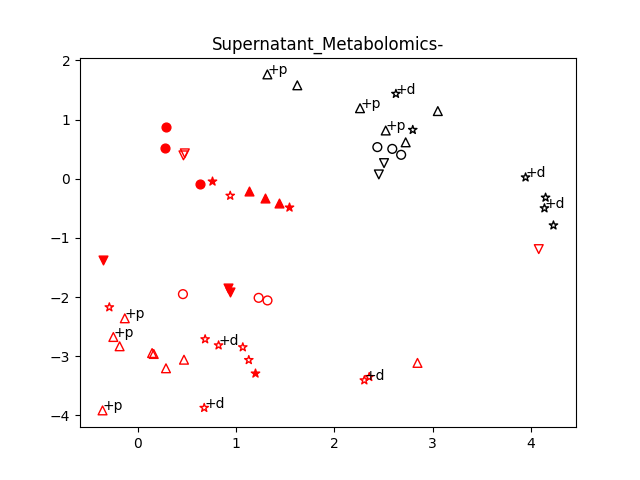 Supernatant_Metabolomics-
2
+p
+d
+p
1
+p
0
+d
+d
−1
−2
+p
+p
+d
−3
+d
+d
+p
−4
0 1 2 3 4